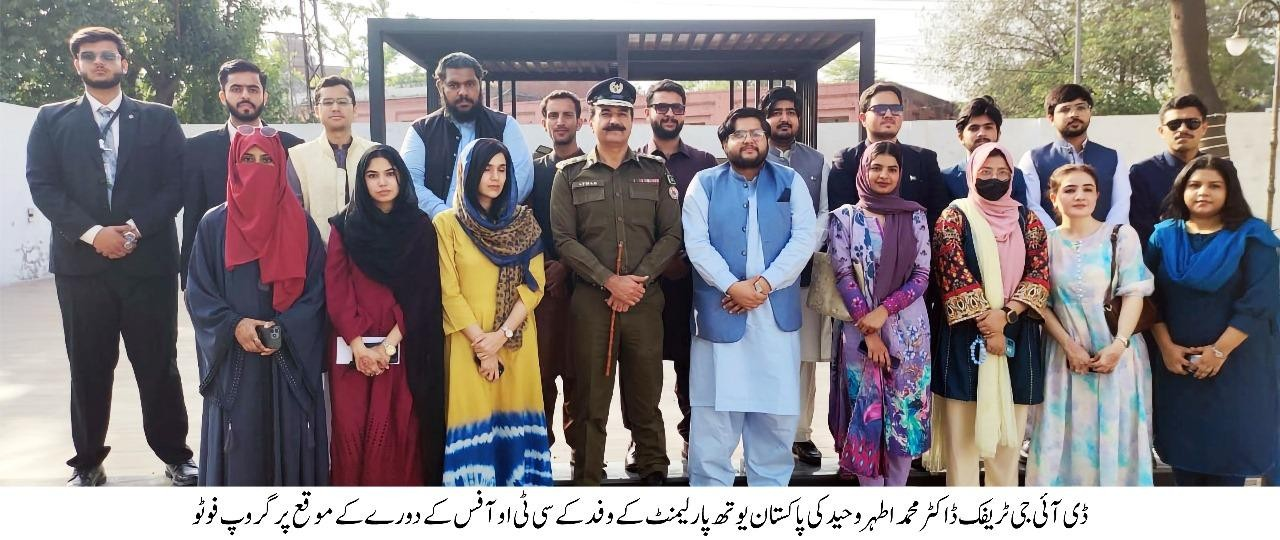 ڈی آئی جی ٹریفک ڈاکٹر محمد اطہر وحید کی پاکستان یوتھ پارلیمنٹ کے وفد کے سی ٹی او آفس کے دورے کے موقع پر گروپ فوٹو